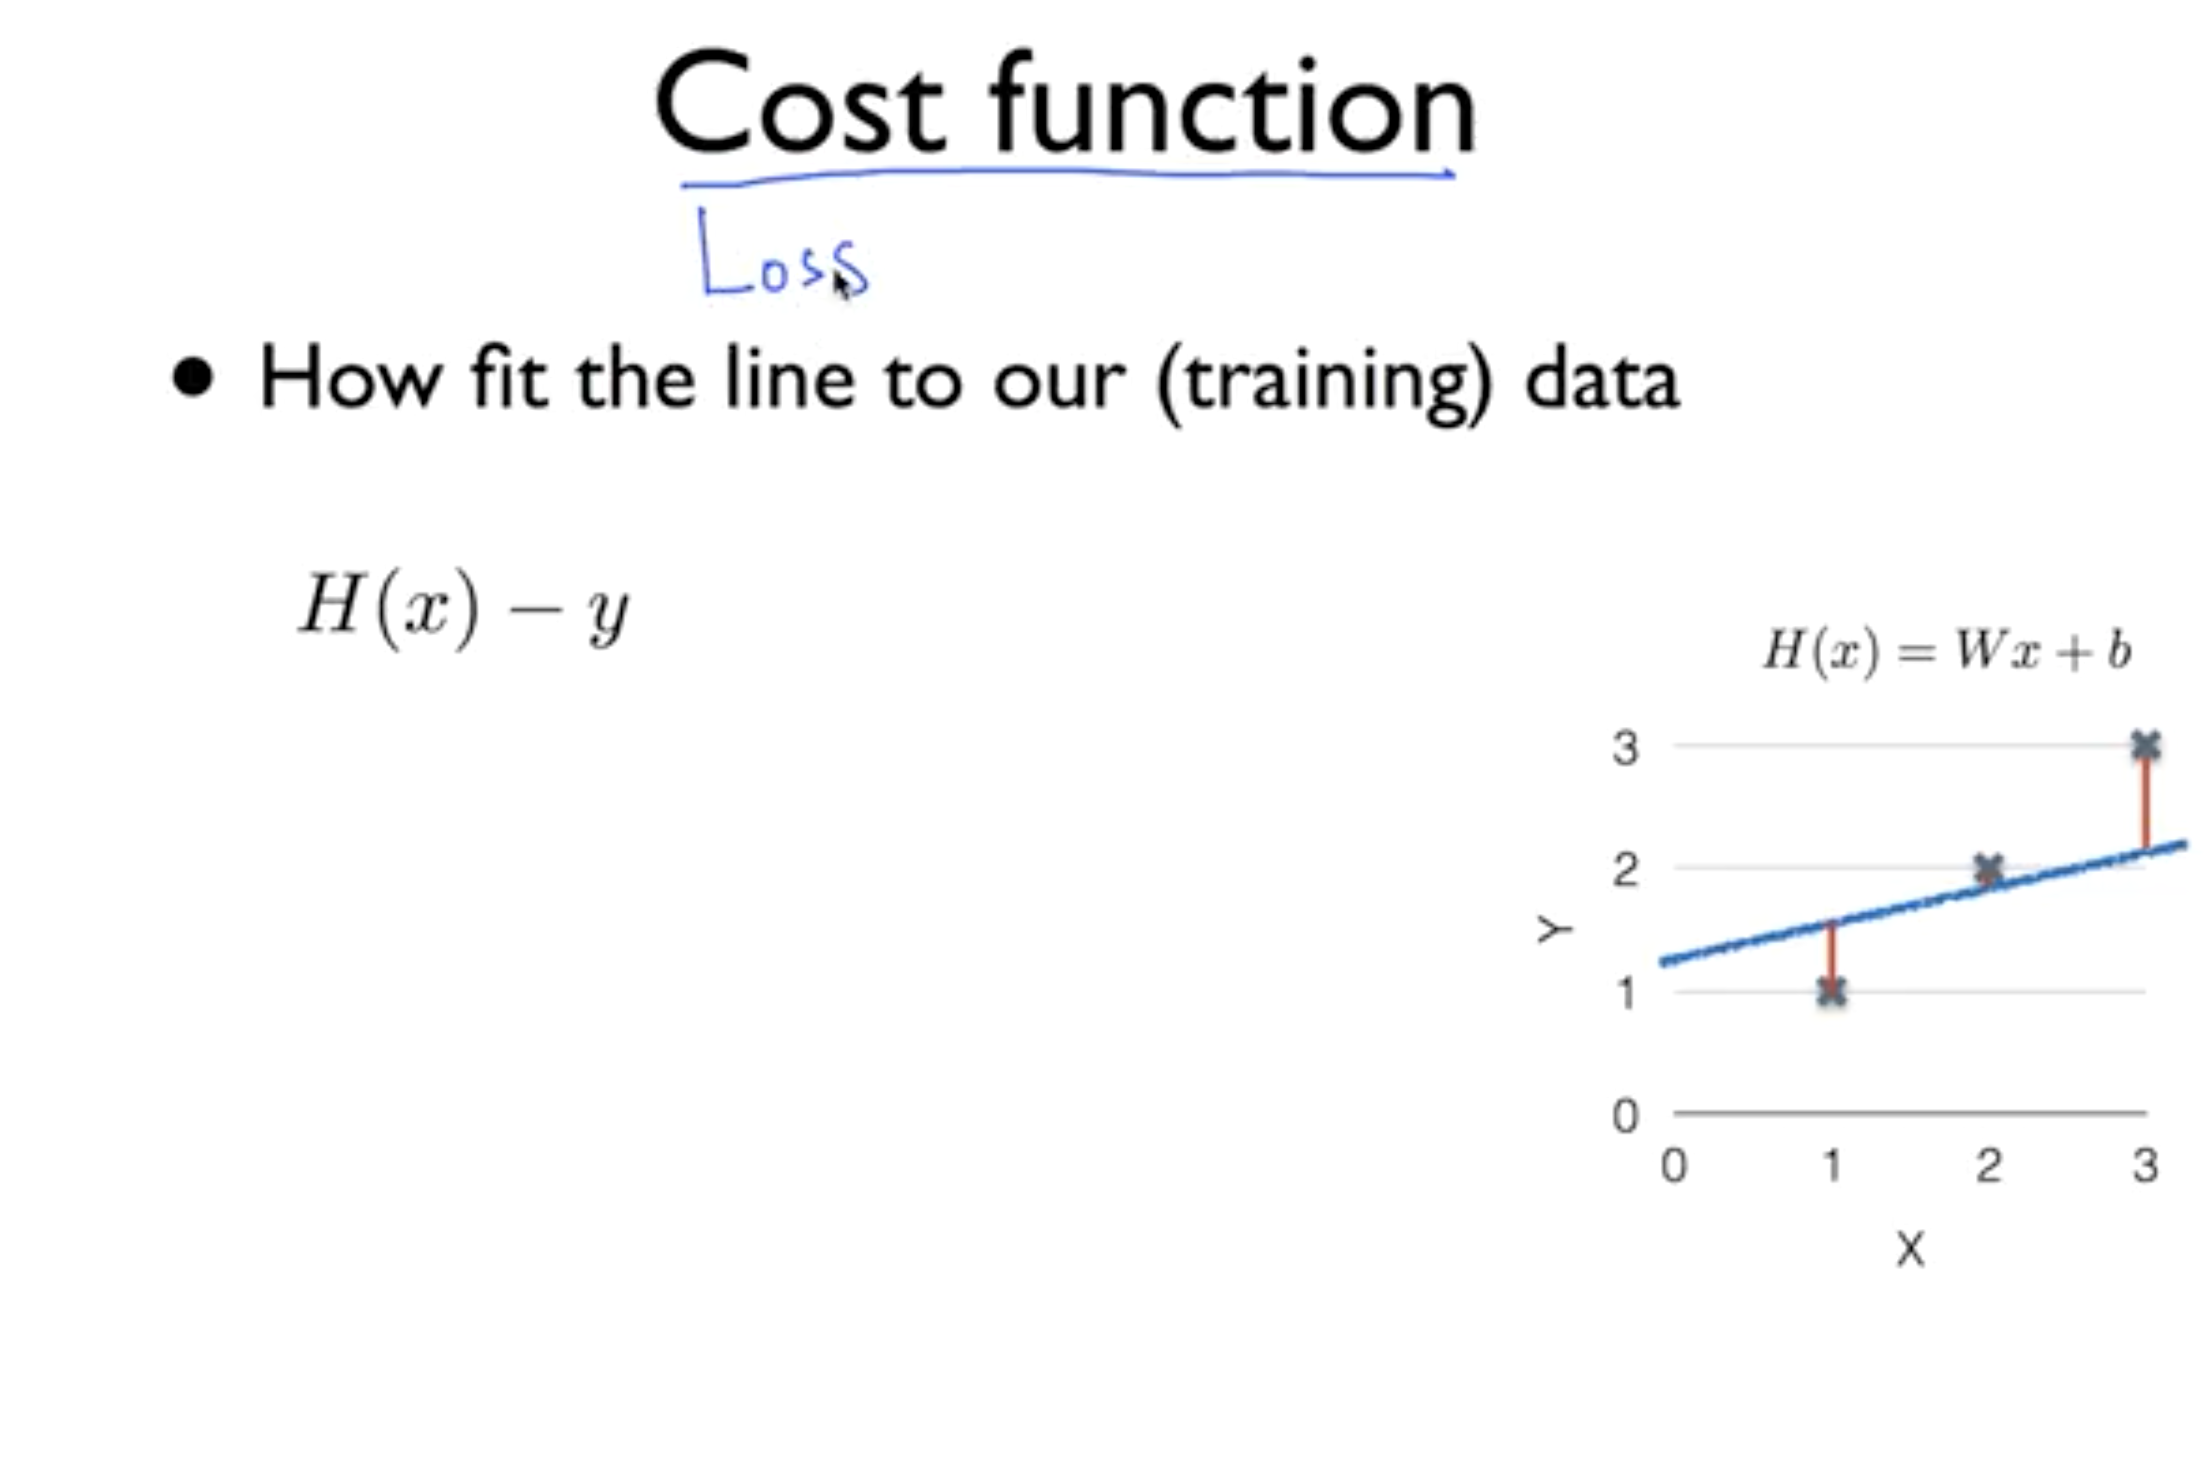 Cost function
Loss
• How fit the line to our (training) data
H(x) − y
H(x) = Wx + b
3
2
Y
1
0
0 1 2 3
X